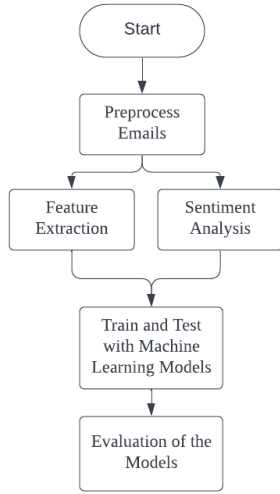 Start
Preprocess
Emails
Feature
Extraction
Sentiment
Analysis
Train and Test
with Machine
Learning Models
Evaluation of the
Models